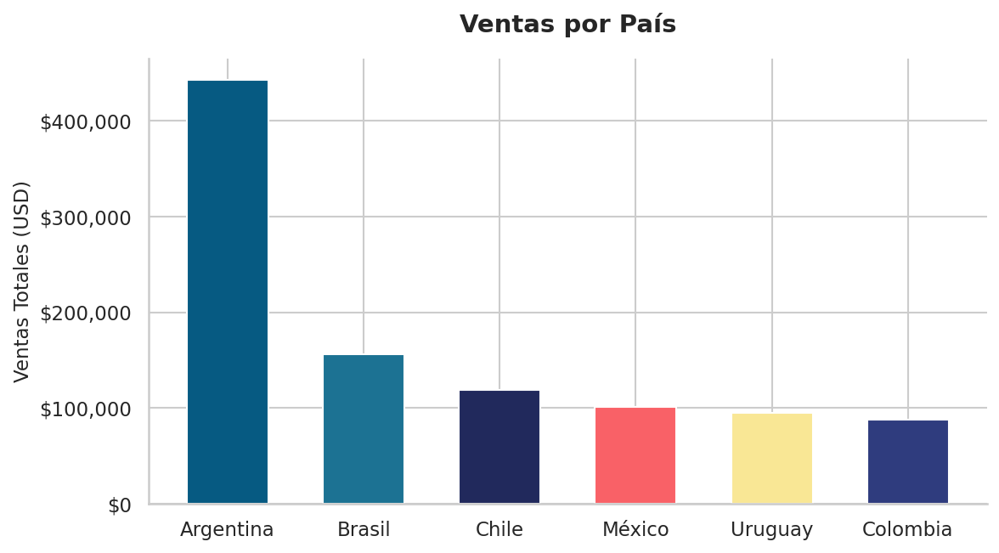 Ventas por País
Ventas Totales (USD)
$400,000
$300,000
$200,000
$100,000
$0
Argentina
Brasil
Chile
México
Uruguay
Colombia